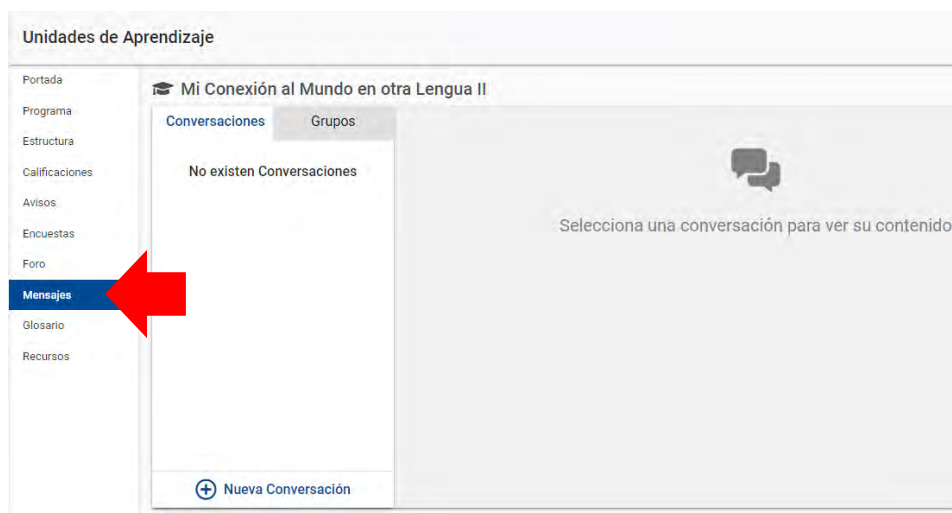 Unidades de Aprendizaje
Portada
Programa
Estructura
Calificaciones
Avisos
Encuestas
Foro
Mensajes
Glosario
Recursos
Mi Conexión al Mundo en otra Lengua II
Conversaciones
Grupos
No existen Conversaciones
Nueva Conversación
Selecciona una conversación para ver su contenido